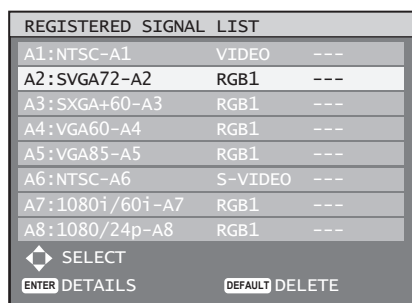 REGISTERED SIGNAL LIST
A1:NTSC-A1 VIDEO ---
A2:SVGA72-A2 RGB1 ---
A3:SXGA+60-A3 RGB1 ---
A4:VGA60-A4 RGB1 ---
A5:VGA85-A5 RGB1 ---
A6:NTSC-A6 S-VIDEO ---
A7:1080i/60i-A7 RGB1 ---
A8:1080/24p-A8 RGB1 ---
SELECT
ENTER DETAILS DEFAULT DELETE